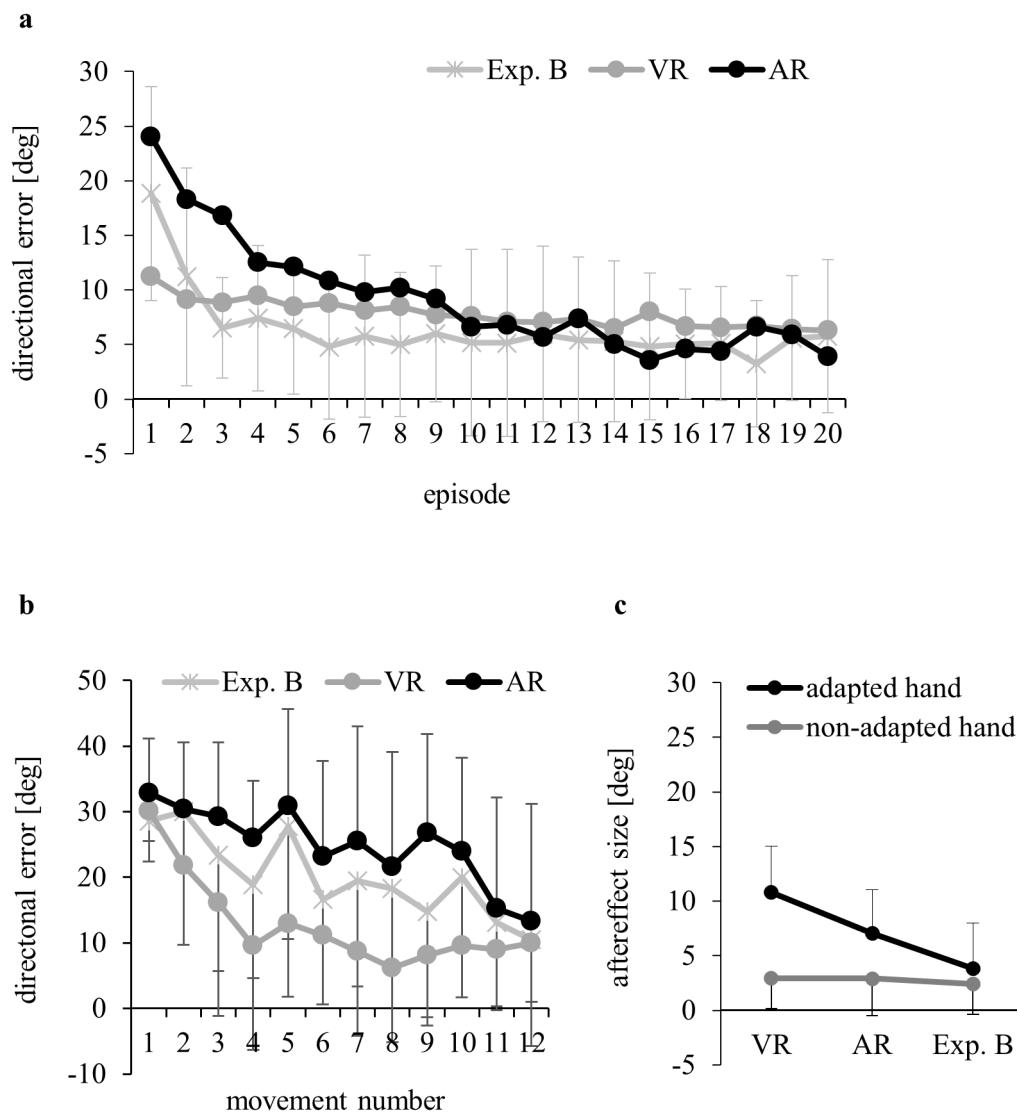 a
Exp. B VR AR
30
25
20
15
10
5
0
-5
directional error [deg]
1 2 3 4 5 6 7 8 9 10 11 12 13 14 15 16 17 18 19 20
episode
b
Exp. B VR AR
50
40
30
20
10
0
-10
directonal error [deg]
1 2 3 4 5 6 7 8 9 10 11 12
movement number
c
adapted hand
non-adapted hand
30
25
20
15
10
5
0
-5
aftereffect size [deg]
VR AR Exp. B